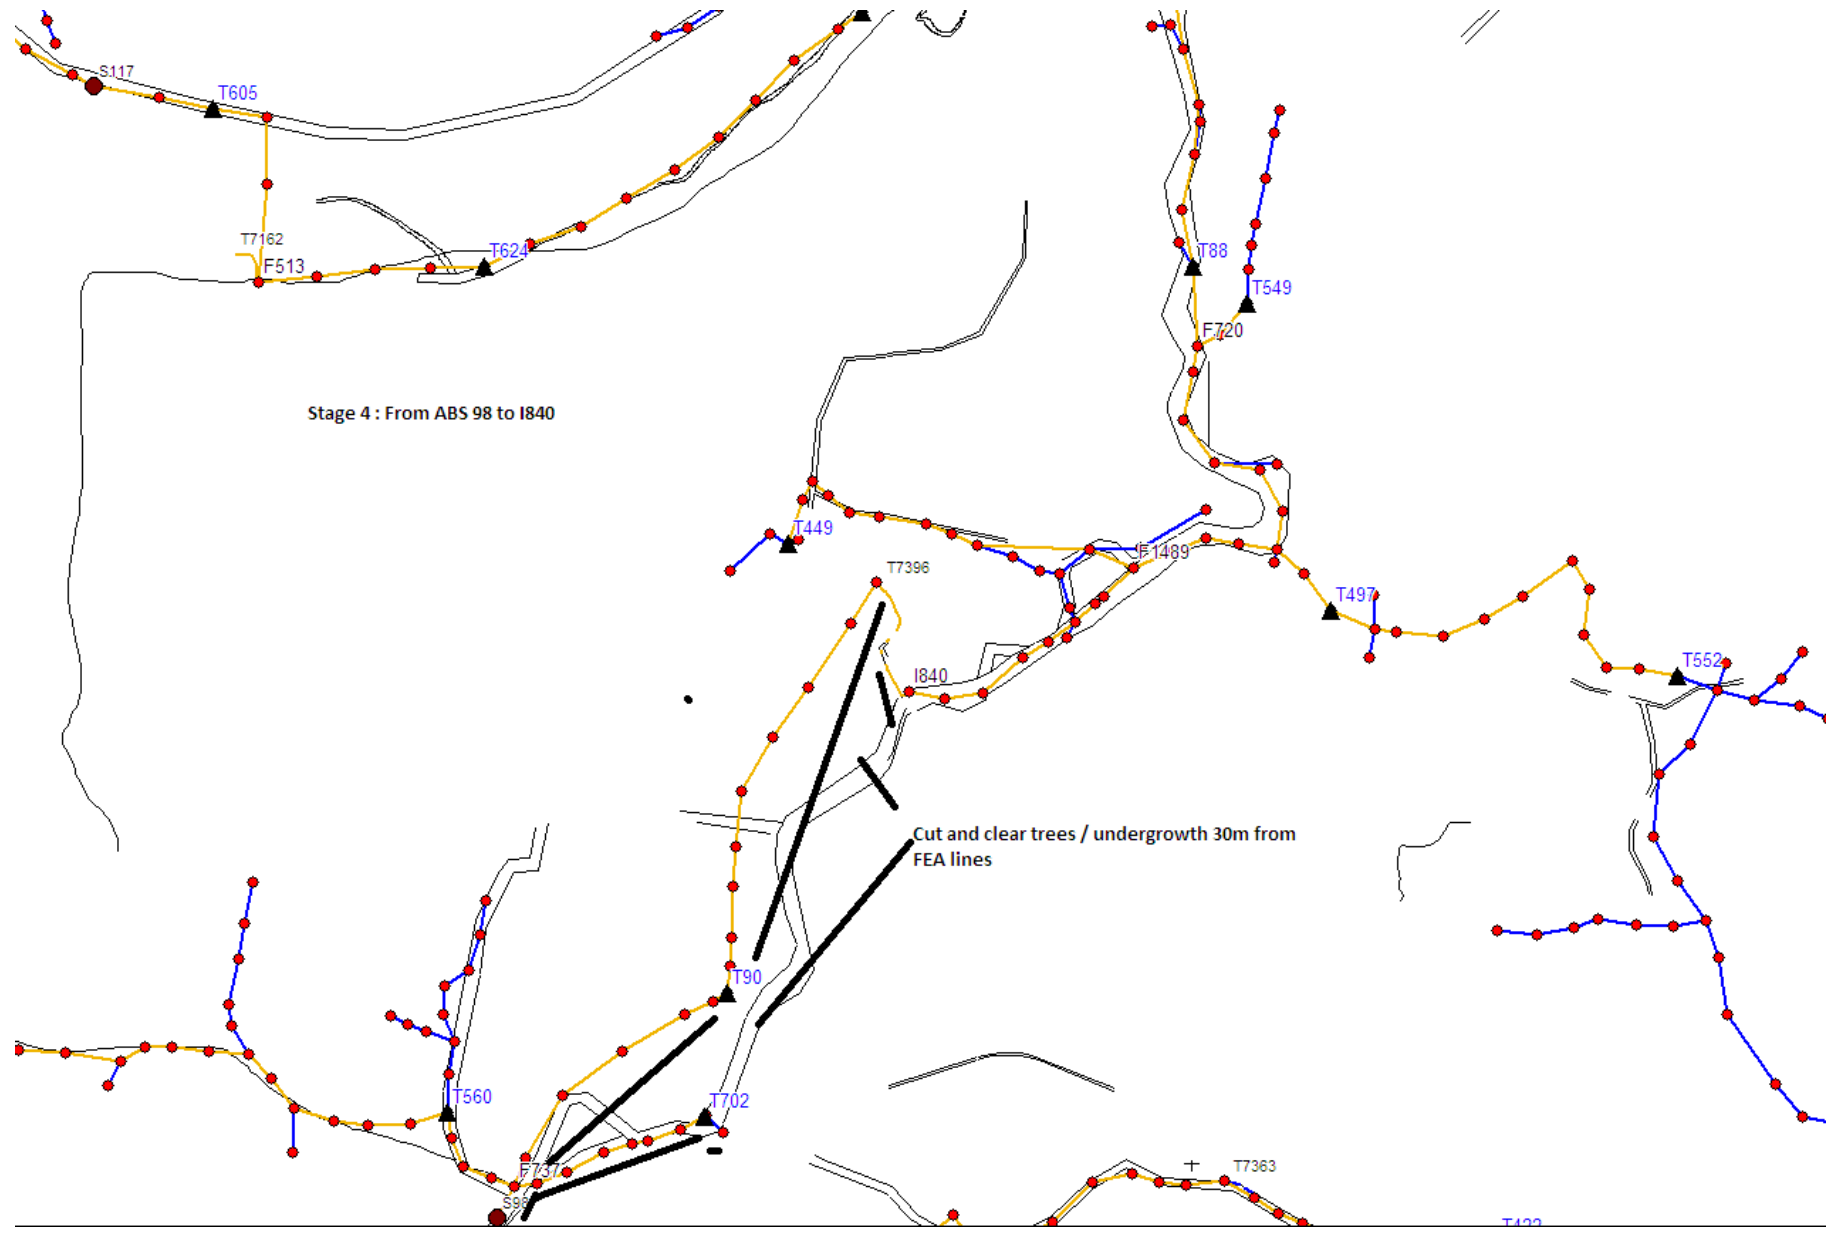 S117
T605
T7162
F513
T624
T88
T549
F720
Stage 4 : From ABS 98 to I840
T449
F1489
T7396
T497
I840
T552
Cut and clear trees / undergrowth 30m from
FEA lines
T90
T560
T702
F737
T7363
S98